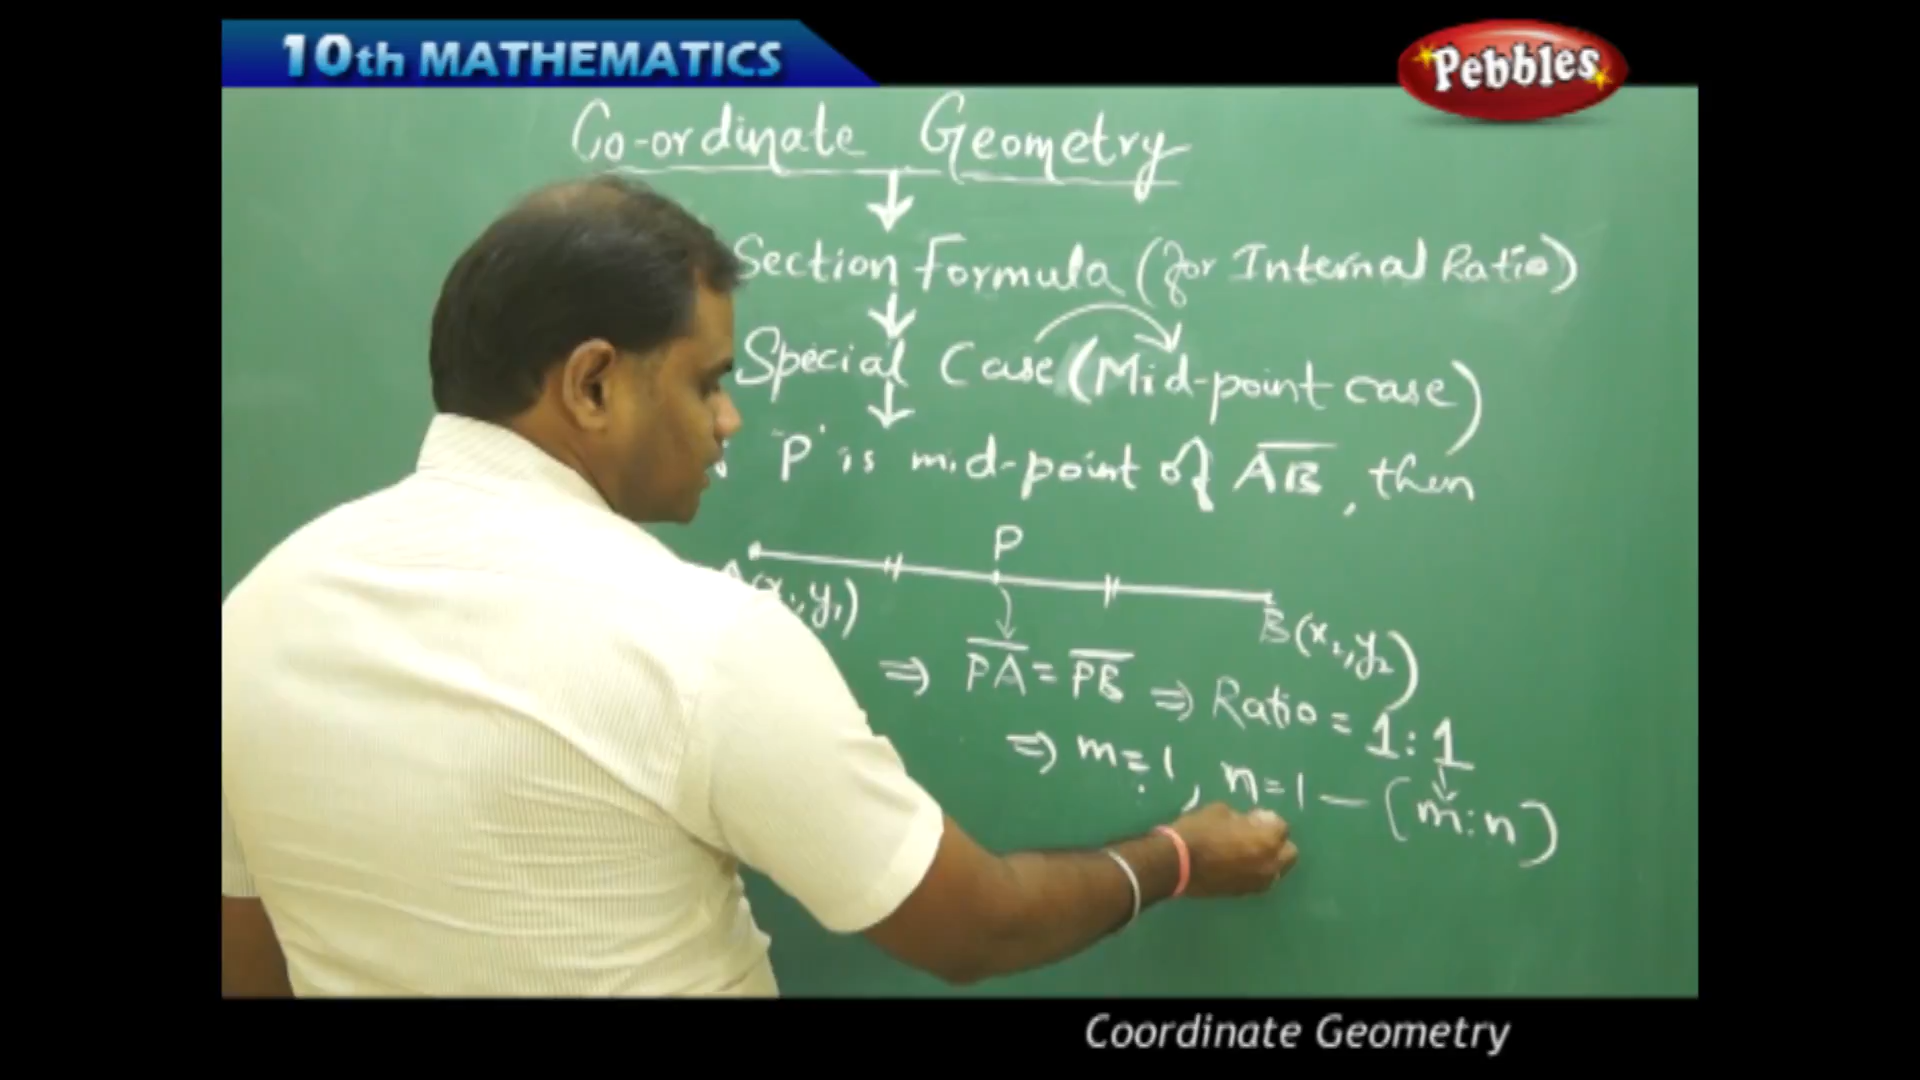 10th MATHEMATICS
Pebbles
Co-ordinate Geometry
Section Formula (for Internal Ratio)
Special Case (Mid-point case)
'P' is mid-point of AB, then
P
, y₁)
B(x₂, y₂)
⇒ PA = PB ⇒ Ratio = 1 : 1
⇒ m = 1, n = 1 — (m:n)
Coordinate Geometry